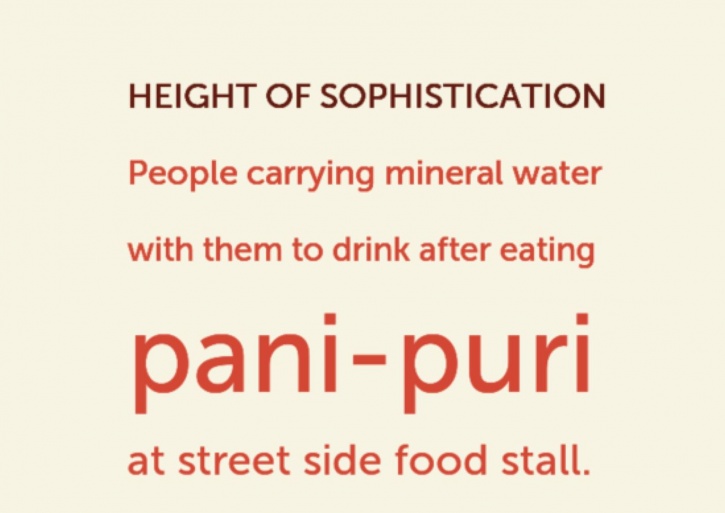 HEIGHT OF SOPHISTICATION
People carrying mineral water
with them to drink after eating
pani-puri
at street side food stall.